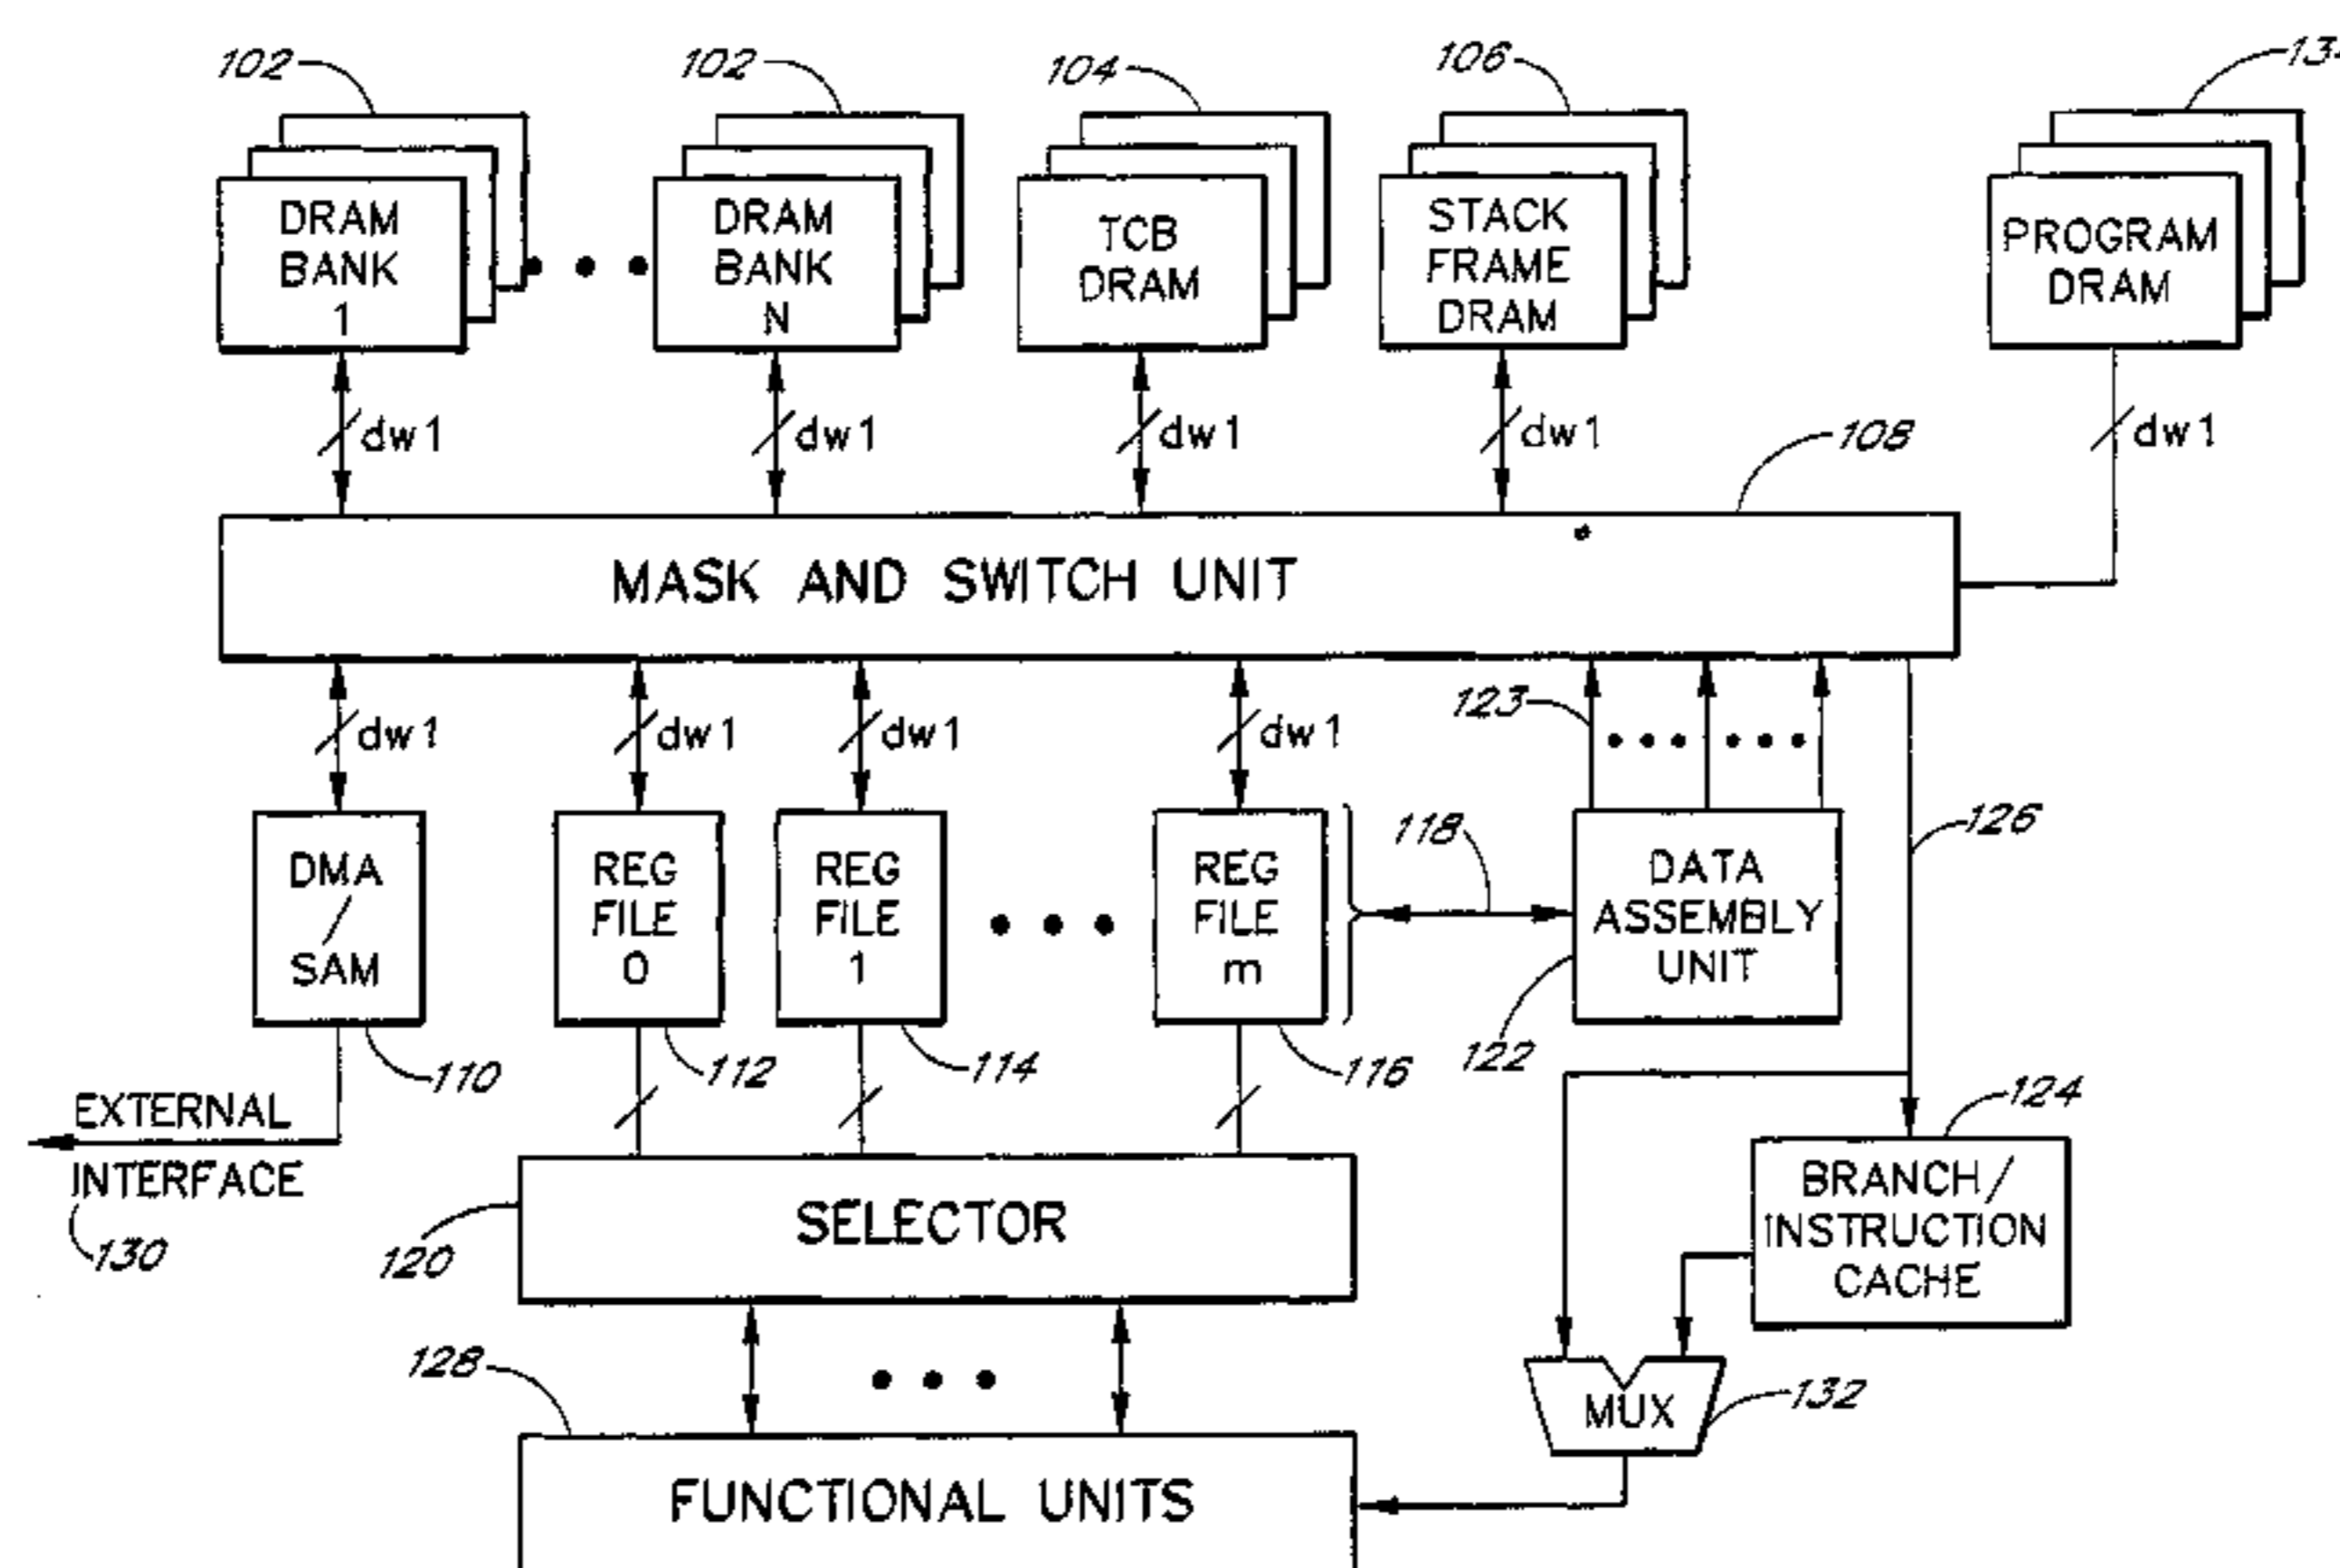 102
102
104
106
DRAM
BANK
1
DRAM
BANK
N
TCB
DRAM
STACK
FRAME
DRAM
PROGRAM
DRAM
dw1
dw1
dw1
dw1
dw1
108
MASK AND SWITCH UNIT
dw1
dw1
dw1
dw1
123
126
118
DMA
/
SAM
REG
FILE
0
REG
FILE
1
REG
FILE
m
DATA
ASSEMBLY
UNIT
110
112
114
116
122
124
EXTERNAL
INTERFACE
130
120
SELECTOR
BRANCH/
INSTRUCTION
CACHE
128
MUX
132
FUNCTIONAL UNITS